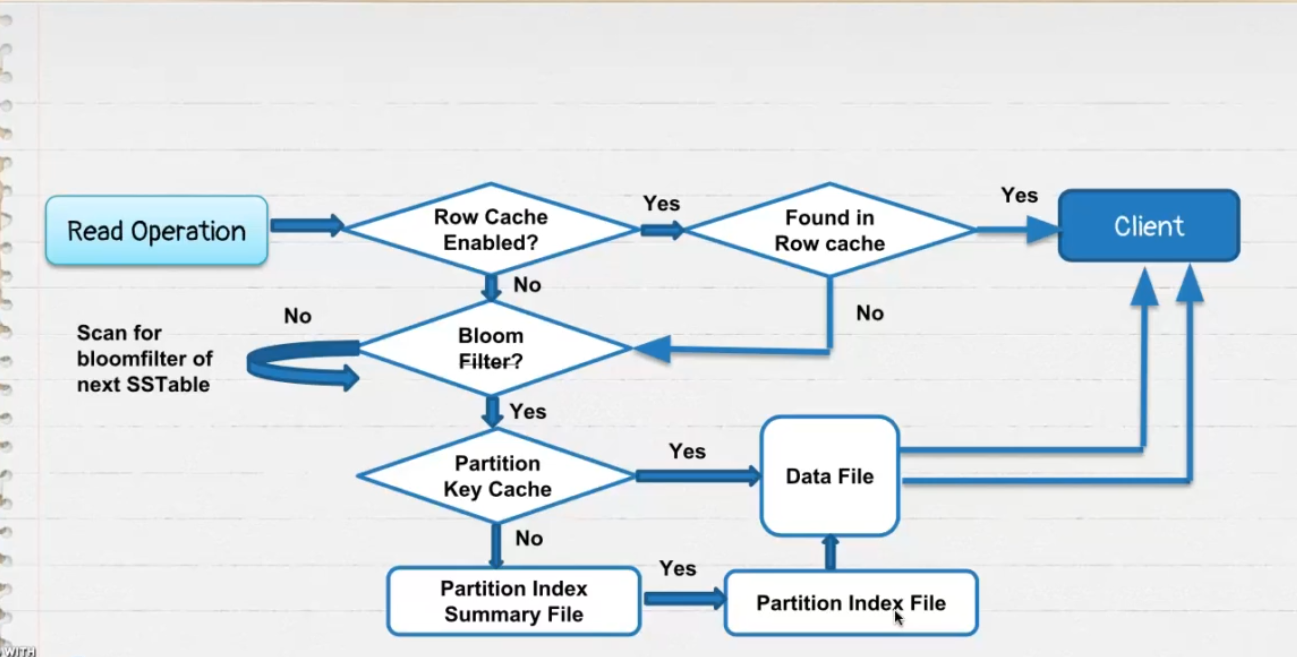 Read Operation
Row Cache
Enabled?
Yes
Found in
Row cache
Yes
Client
No
No
No
Scan for
bloomfilter of
next SSTable
Bloom
Filter?
Yes
Partition
Key Cache
Yes
Data File
No
Partition Index
Summary File
Yes
Partition Index File
WITH